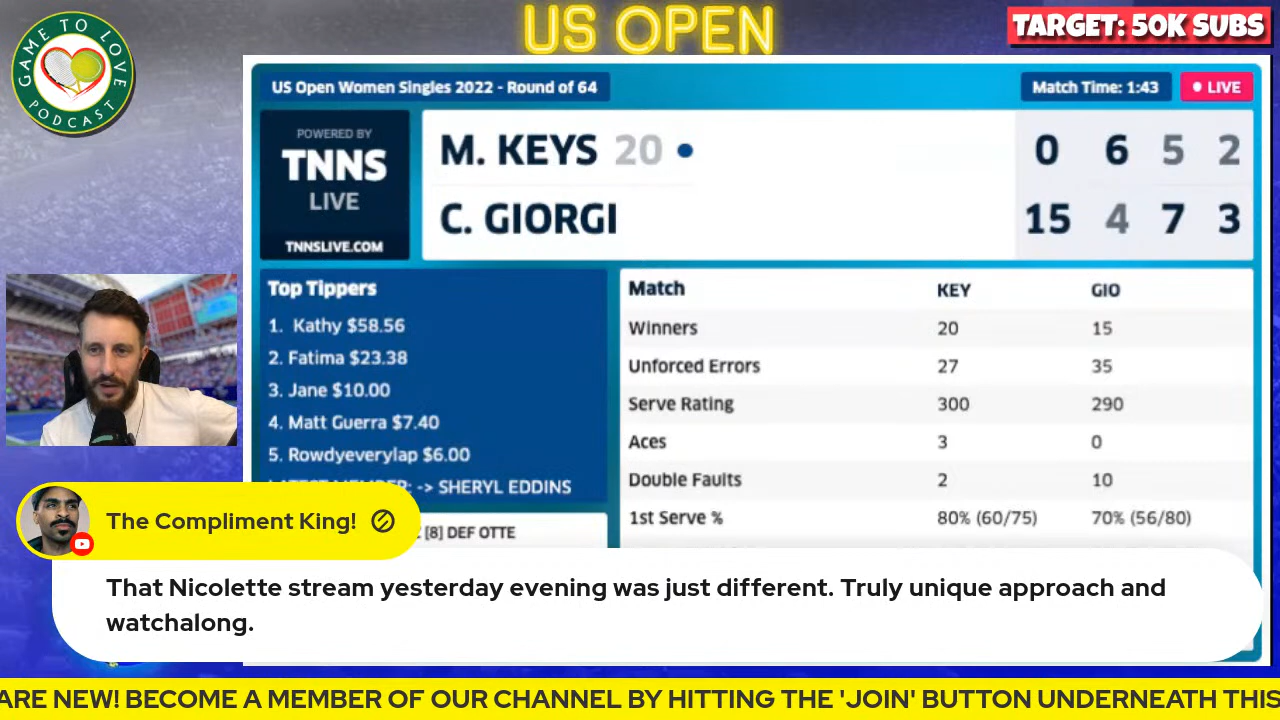 GAME TO LOVE
PODCAST
US OPEN
TARGET: 50K SUBS
US Open Women Singles 2022 - Round of 64
Match Time: 1:43
LIVE
POWERED BY
TNNS
LIVE
TNNSLIVE.COM
M. KEYS 20 0 6 5 2
C. GIORGI 15 4 7 3
Top Tippers
1. Kathy $58.56
2. Fatima $23.38
3. Jane $10.00
4. Matt Guerra $7.40
5. Rowdyeverylap $6.00
-> SHERYL EDDINS
[8] DEF OTTE
Match KEY GIO
Winners 20 15
Unforced Errors 27 35
Serve Rating 300 290
Aces 3 0
Double Faults 2 10
1st Serve % 80% (60/75) 70% (56/80)
The Compliment King!
That Nicolette stream yesterday evening was just different. Truly unique approach and
watchalong.
ARE NEW! BECOME A MEMBER OF OUR CHANNEL BY HITTING THE 'JOIN' BUTTON UNDERNEATH THIS